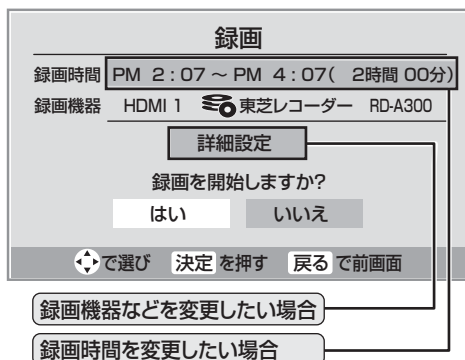 録画
録画時間 PM 2:07～PM 4:07( 2時間 00分)
録画機器 HDMI 1 東芝レコーダー RD-A300
詳細設定
録画を開始しますか?
はい いいえ
で選び 決定 を押す 戻る で前画面
録画機器などを変更したい場合
録画時間を変更したい場合